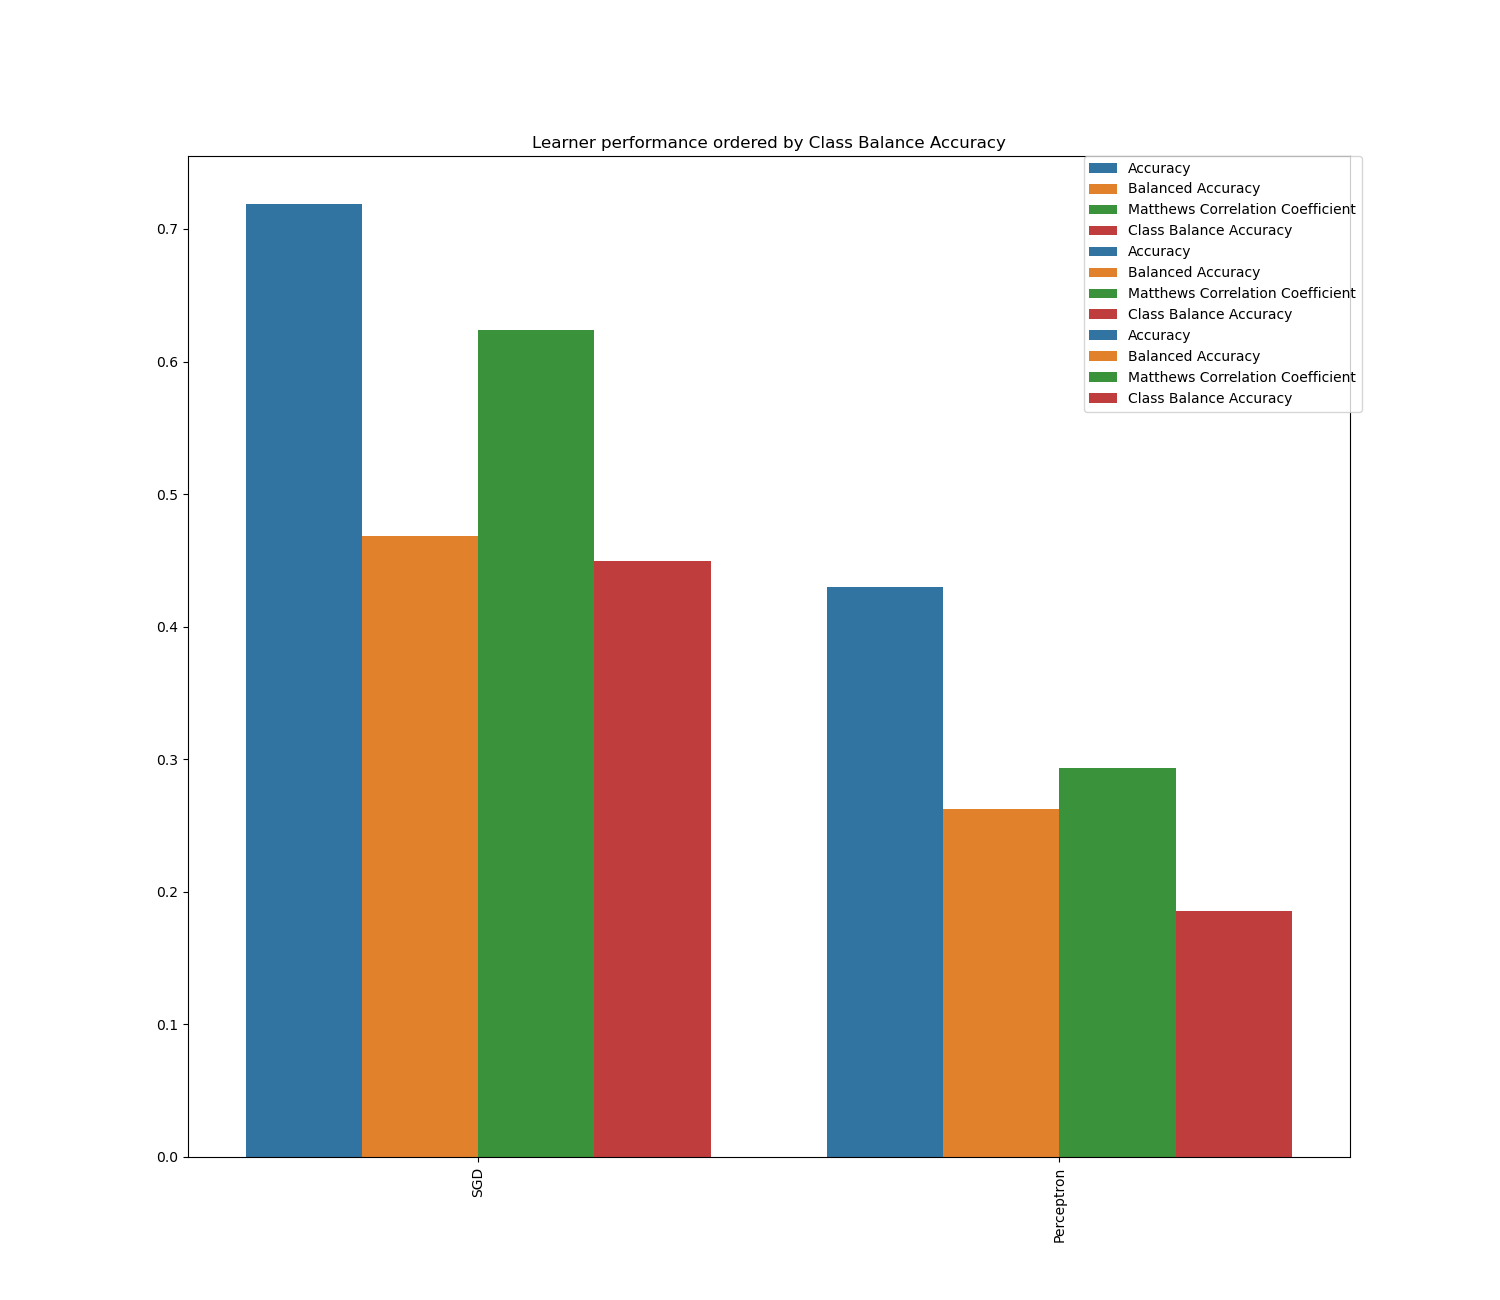 Learner performance ordered by Class Balance Accuracy
Accuracy
Balanced Accuracy
Matthews Correlation Coefficient
Class Balance Accuracy
Accuracy
Balanced Accuracy
Matthews Correlation Coefficient
Class Balance Accuracy
Accuracy
Balanced Accuracy
Matthews Correlation Coefficient
Class Balance Accuracy
0.7
0.6
0.5
0.4
0.3
0.2
0.1
0.0
SGD
Perceptron